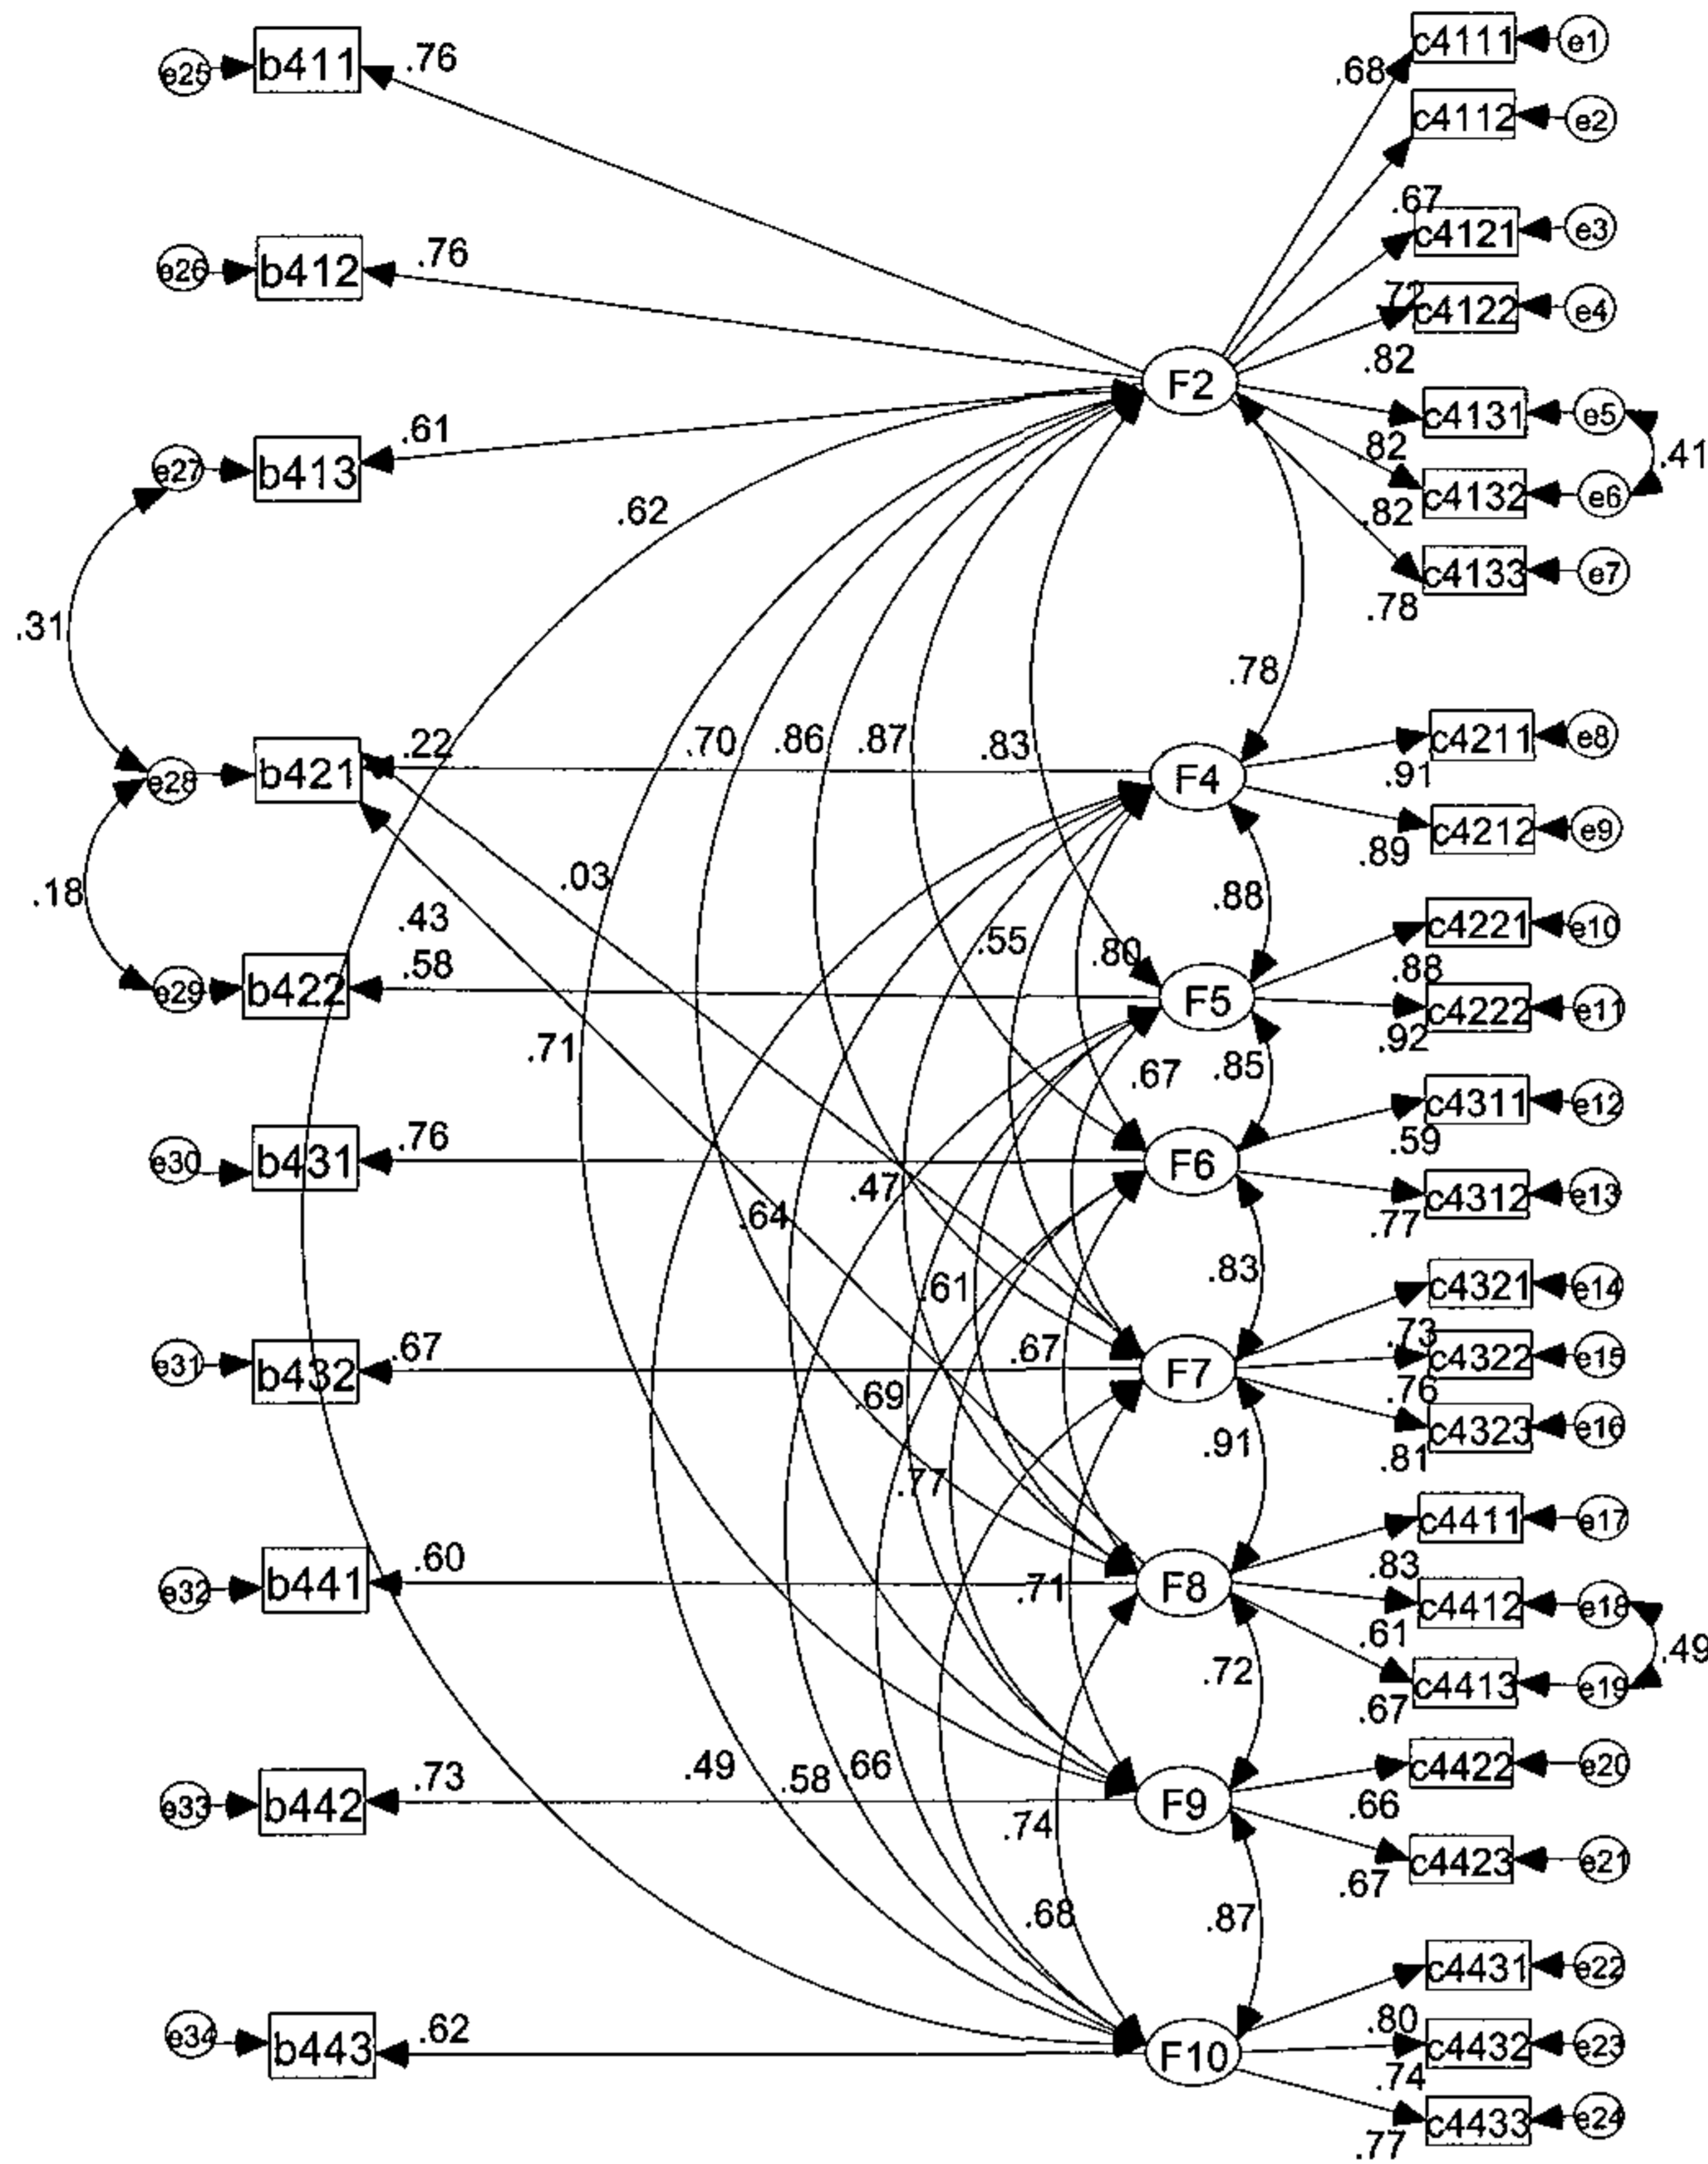 c4111
e1
b411
.76
e25
.68
c4112
e2
.67
c4121
e3
.76
b412
e26
.72
c4122
e4
.82
F2
c4131
e5
.61
.82
.41
b413
e27
c4132
e6
.62
.82
c4133
e7
.78
.31
.78
.22
.70
.86
.87
.83
c4211
e8
b421
e28
F4
.91
c4212
e9
.89
.03
.18
.88
.43
.55
.80
c4221
e10
.58
.88
b422
e29
F5
c4222
e11
.92
.71
.67
.85
c4311
e12
.76
.59
b431
e30
F6
.47
c4312
e13
.64
.77
.83
.61
c4321
e14
.67
.67
.73
c4322
e15
b432
e31
F7
.69
.76
c4323
e16
.91
.81
.77
c4411
e17
.60
.83
b441
e32
.71
F8
c4412
e18
.61
.49
.72
c4413
e19
.67
.73
.49
.58
.66
c4422
e20
b442
e33
F9
.66
.74
c4423
e21
.67
.68
.87
c4431
e22
.62
.80
b443
e34
F10
c4432
e23
.74
c4433
e24
.77